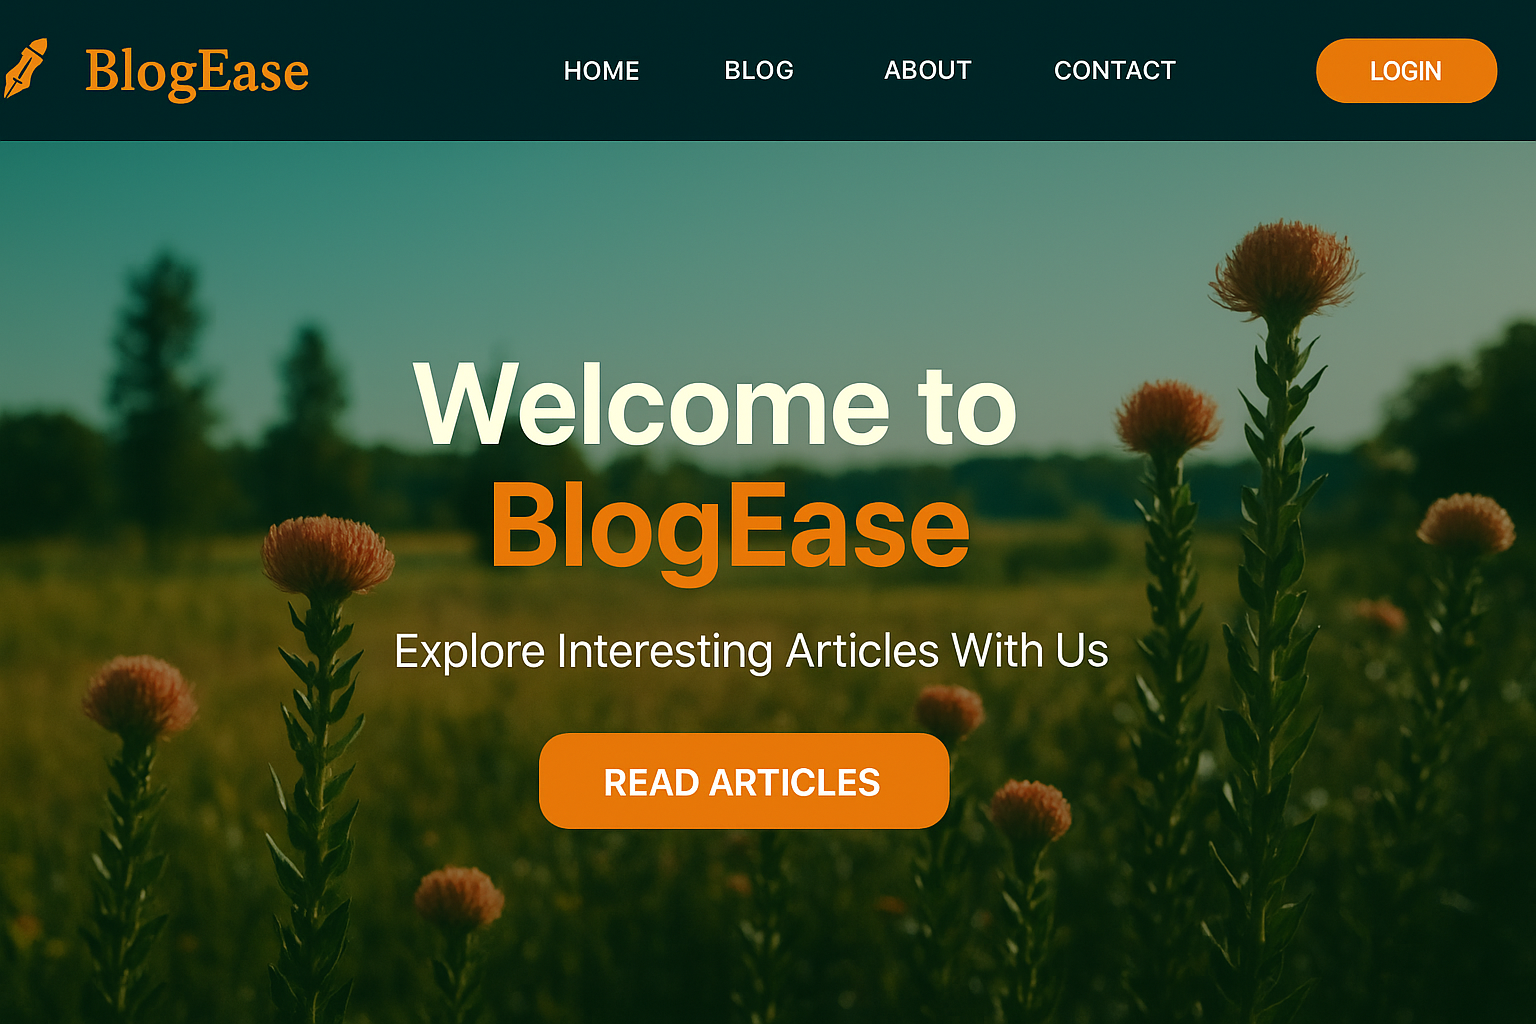 BlogEase
HOME BLOG ABOUT CONTACT LOGIN
Welcome to
BlogEase
Explore Interesting Articles With Us
READ ARTICLES